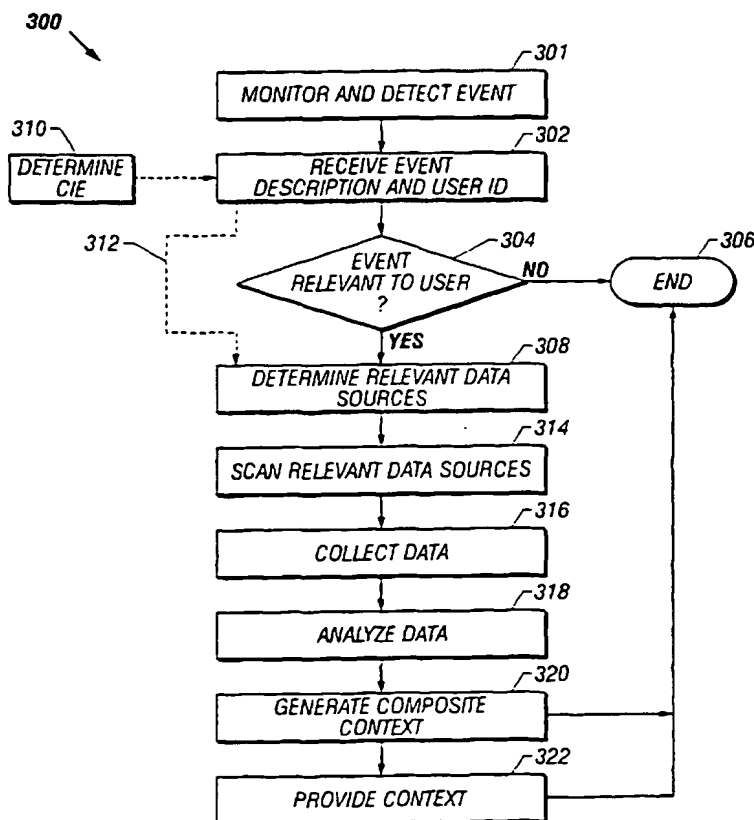 300
301
MONITOR AND DETECT EVENT
310
302
DETERMINE
CIE
RECEIVE EVENT
DESCRIPTION AND USER ID
312
304
306
EVENT
RELEVANT TO USER
?
NO
END
YES
308
DETERMINE RELEVANT DATA
SOURCES
314
SCAN RELEVANT DATA SOURCES
316
COLLECT DATA
318
ANALYZE DATA
320
GENERATE COMPOSITE
CONTEXT
322
PROVIDE CONTEXT